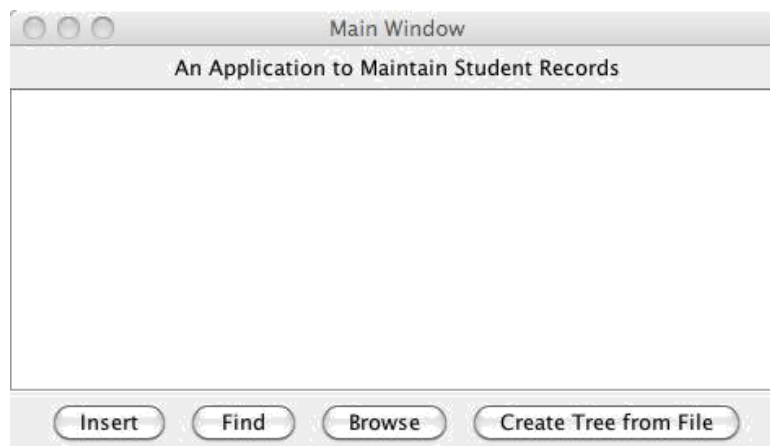 Main Window
An Application to Maintain Student Records
Insert Find Browse Create Tree from File